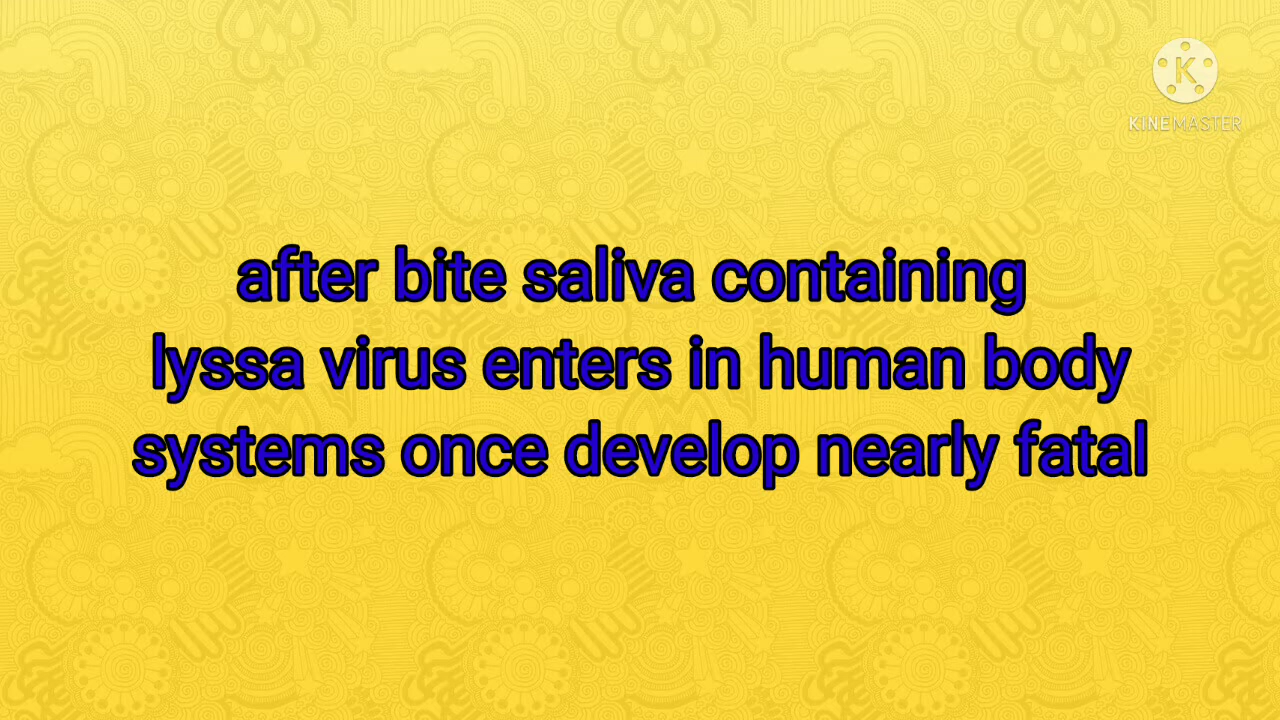 K
KINEMASTER
after bite saliva containing
lyssa virus enters in human body
systems once develop nearly fatal